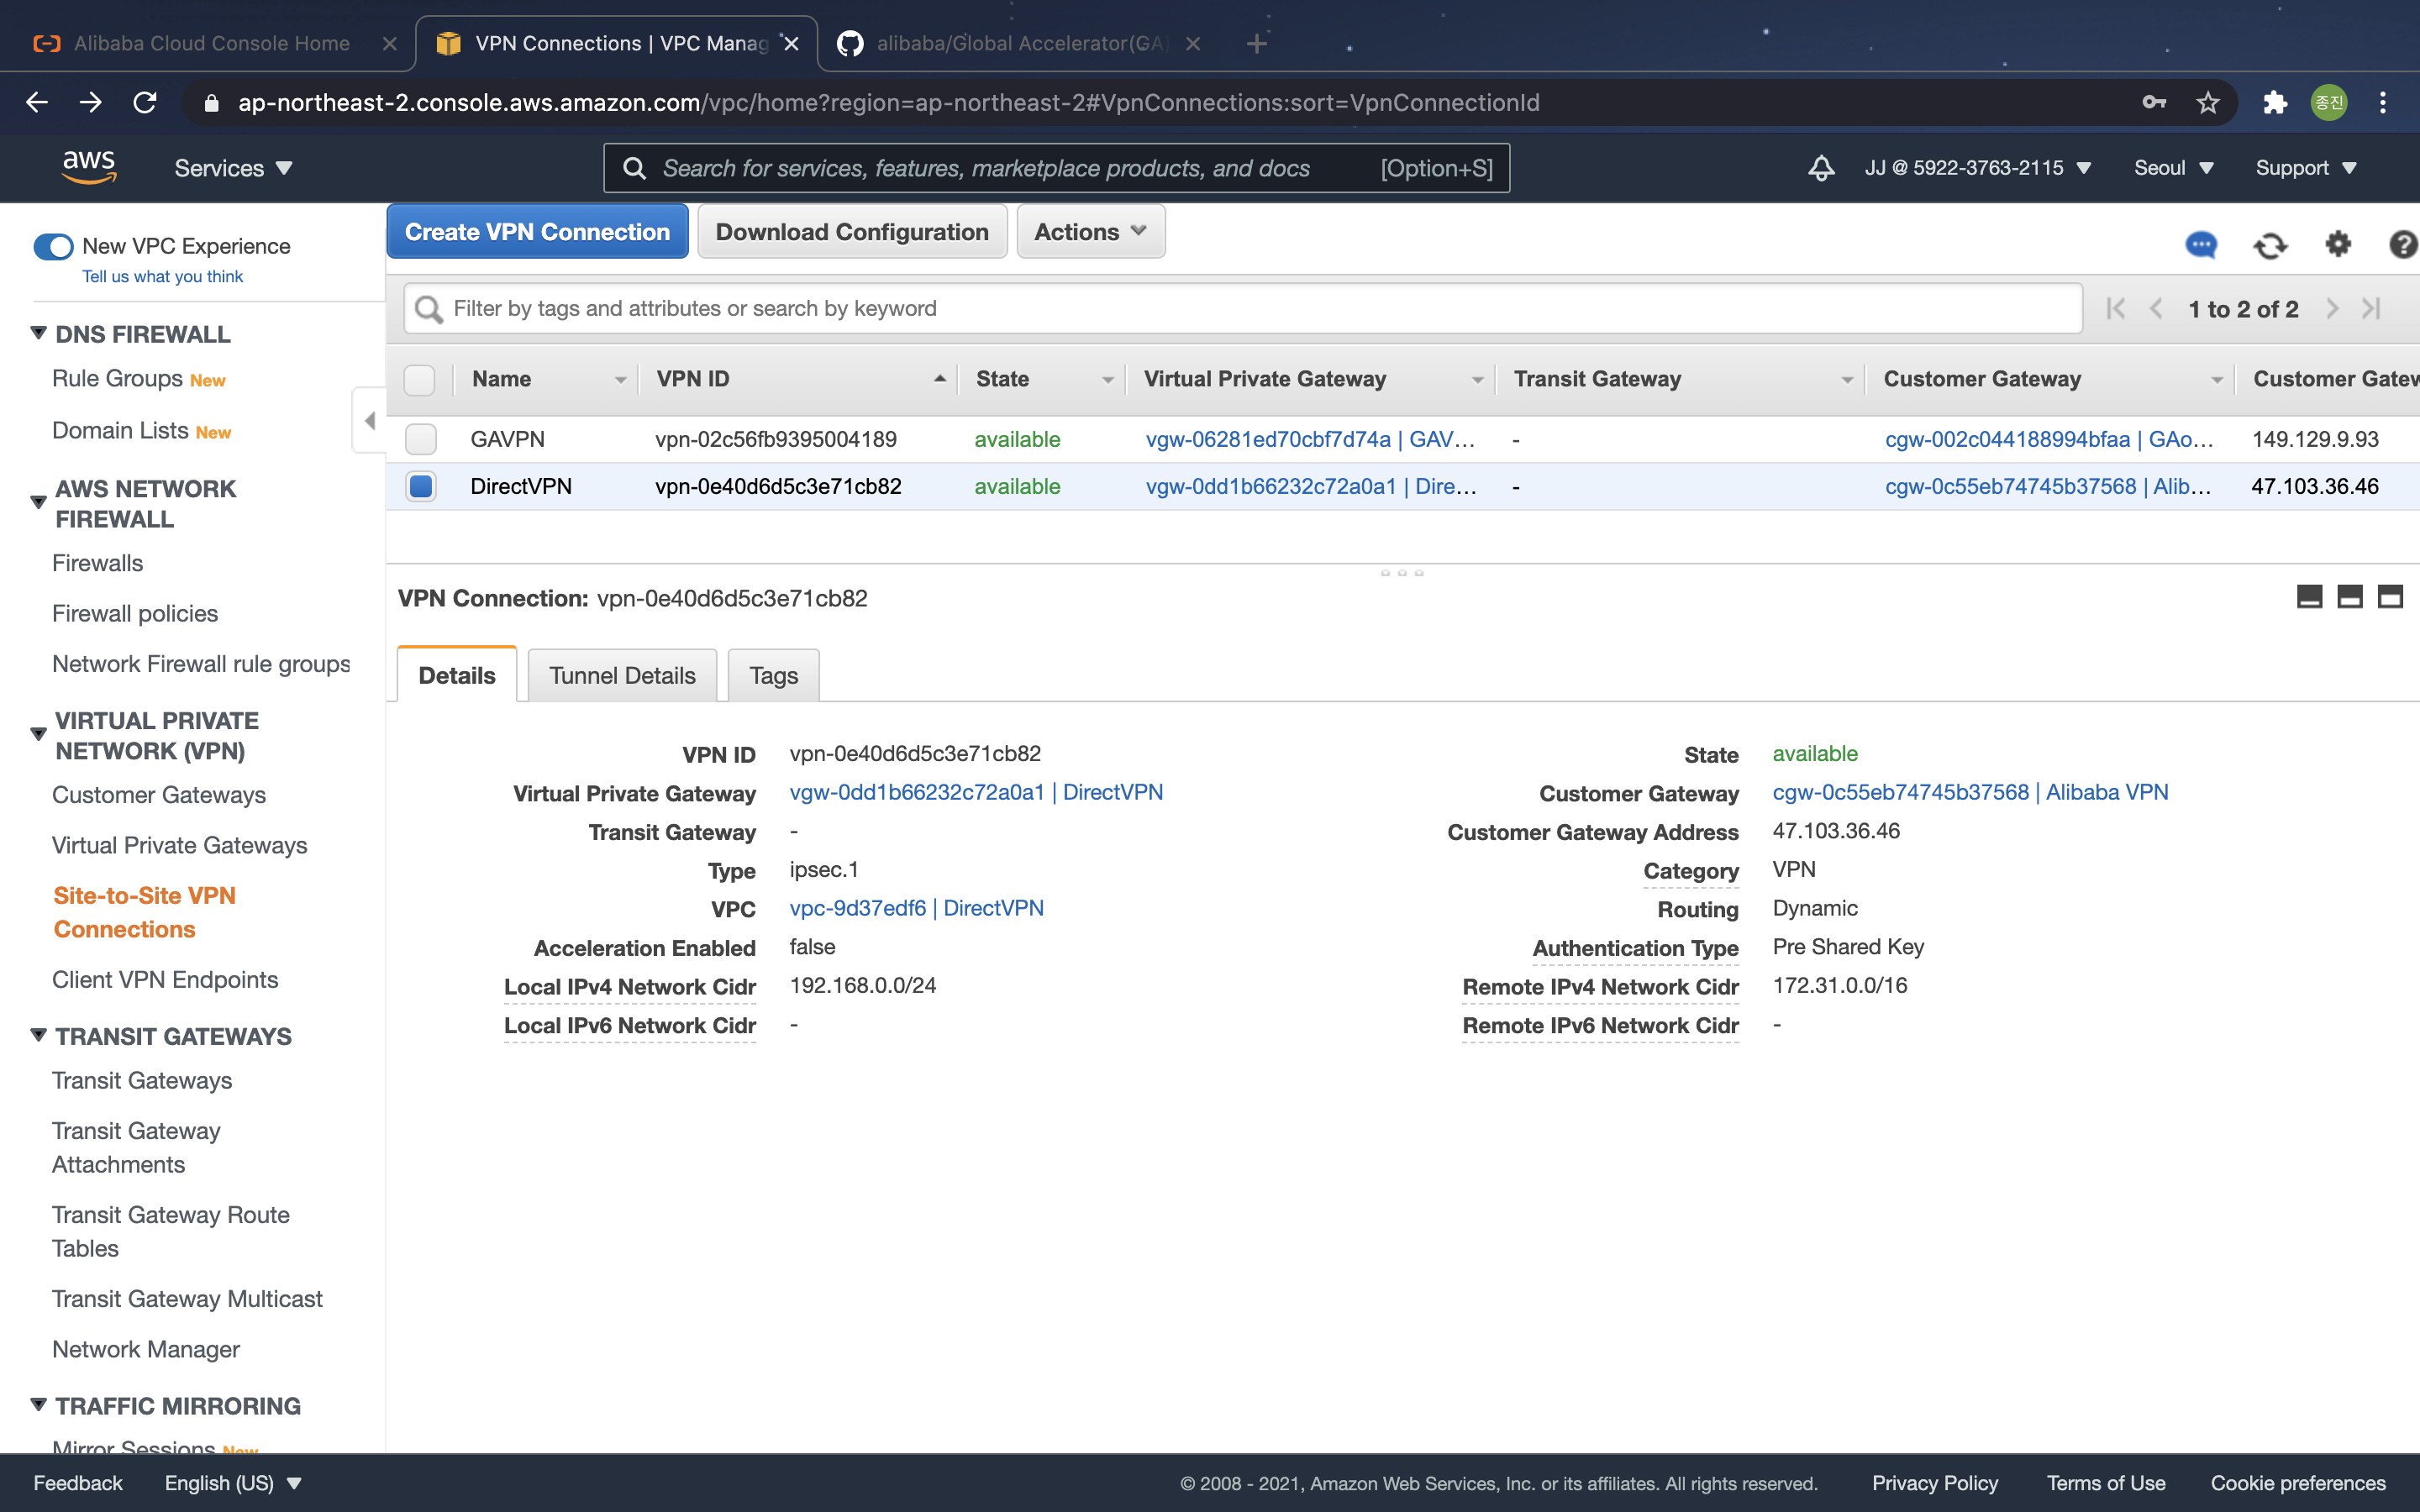 Alibaba Cloud Console Home
VPN Connections | VPC Manag
alibaba/Global Accelerator(GA)
ap-northeast-2.console.aws.amazon.com/vpc/home?region=ap-northeast-2#VpnConnections:sort=VpnConnectionId
종진
aws
Services
Search for services, features, marketplace products, and docs [Option+S]
JJ @ 5922-3763-2115
Seoul
Support
New VPC Experience
Tell us what you think
DNS FIREWALL
Rule Groups New
Domain Lists New
AWS NETWORK
FIREWALL
Firewalls
Firewall policies
Network Firewall rule groups
VIRTUAL PRIVATE
NETWORK (VPN)
Customer Gateways
Virtual Private Gateways
Site-to-Site VPN
Connections
Client VPN Endpoints
TRANSIT GATEWAYS
Transit Gateways
Transit Gateway
Attachments
Transit Gateway Route
Tables
Transit Gateway Multicast
Network Manager
TRAFFIC MIRRORING
Mirror Sessions New
Create VPN Connection
Download Configuration
Actions
Filter by tags and attributes or search by keyword
1 to 2 of 2
Name VPN ID State Virtual Private Gateway Transit Gateway Customer Gateway Customer Gatew
GAVPN vpn-02c56fb9395004189 available vgw-06281ed70cbf7d74a | GAV... - cgw-002c044188994bfaa | GAo... 149.129.9.93
DirectVPN vpn-0e40d6d5c3e71cb82 available vgw-0dd1b66232c72a0a1 | Dire... - cgw-0c55eb74745b37568 | Alib... 47.103.36.46
VPN Connection: vpn-0e40d6d5c3e71cb82
Details
Tunnel Details
Tags
VPN ID vpn-0e40d6d5c3e71cb82
Virtual Private Gateway vgw-0dd1b66232c72a0a1 | DirectVPN
Transit Gateway -
Type ipsec.1
VPC vpc-9d37edf6 | DirectVPN
Acceleration Enabled false
Local IPv4 Network Cidr 192.168.0.0/24
Local IPv6 Network Cidr -
State available
Customer Gateway cgw-0c55eb74745b37568 | Alibaba VPN
Customer Gateway Address 47.103.36.46
Category VPN
Routing Dynamic
Authentication Type Pre Shared Key
Remote IPv4 Network Cidr 172.31.0.0/16
Remote IPv6 Network Cidr -
Feedback
English (US)
© 2008 - 2021, Amazon Web Services, Inc. or its affiliates. All rights reserved.
Privacy Policy
Terms of Use
Cookie preferences